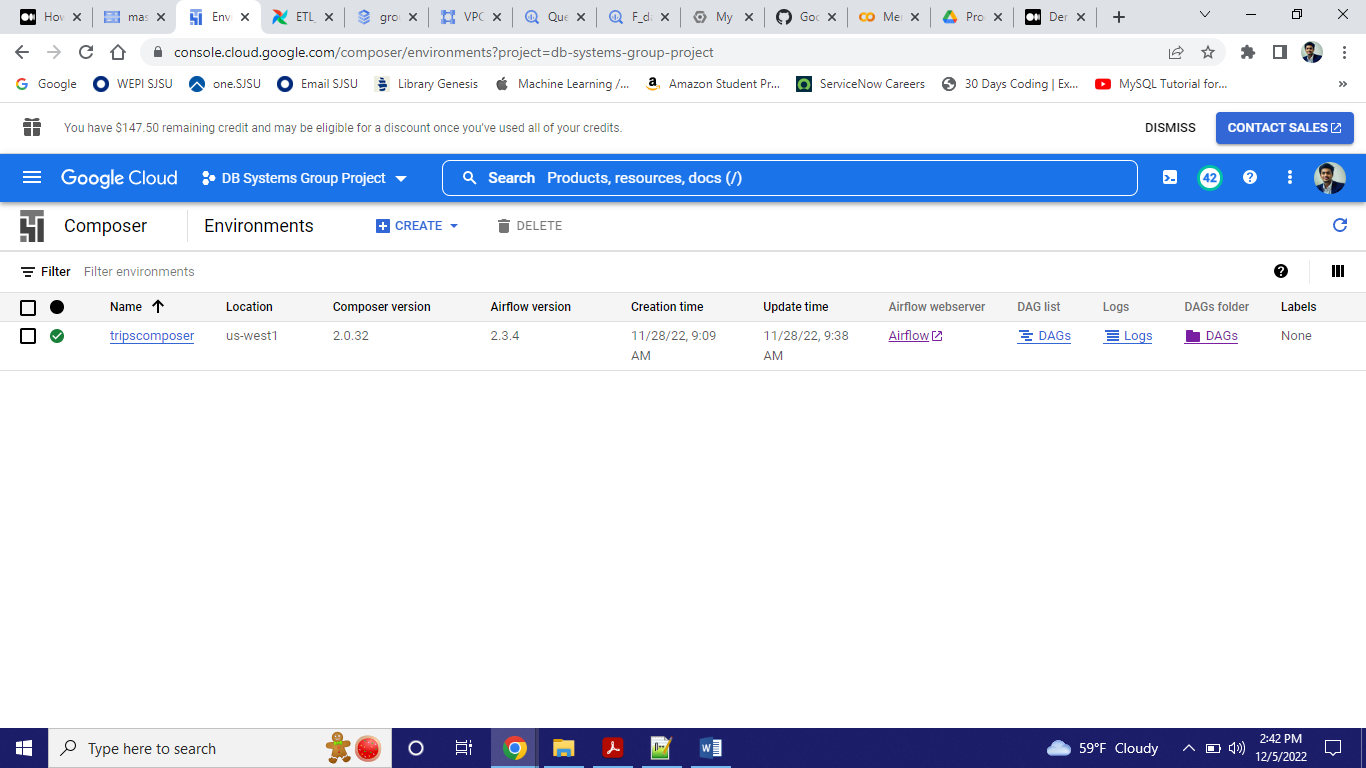 How
mas
Envi
ETL_
grou
VPC
Que
F_da
My
Goo
Mer
Pro
Der
console.cloud.google.com/composer/environments?project=db-systems-group-project
Google
WEPI SJSU
one.SJSU
Email SJSU
Library Genesis
Machine Learning /...
Amazon Student Pr...
ServiceNow Careers
30 Days Coding | Ex...
MySQL Tutorial for...
»
You have $147.50 remaining credit and may be eligible for a discount once you've used all of your credits.
DISMISS
CONTACT SALES
Google Cloud
DB Systems Group Project
Search Products, resources, docs (/)
42
Composer
Environments
CREATE
DELETE
Filter Filter environments
Name
Location
Composer version
Airflow version
Creation time
Update time
Airflow webserver
DAG list
Logs
DAGs folder
Labels
tripscomposer
us-west1
2.0.32
2.3.4
11/28/22, 9:09
AM
11/28/22, 9:38
AM
Airflow
DAGs
Logs
DAGs
None
Type here to search
59°F Cloudy
2:42 PM
12/5/2022